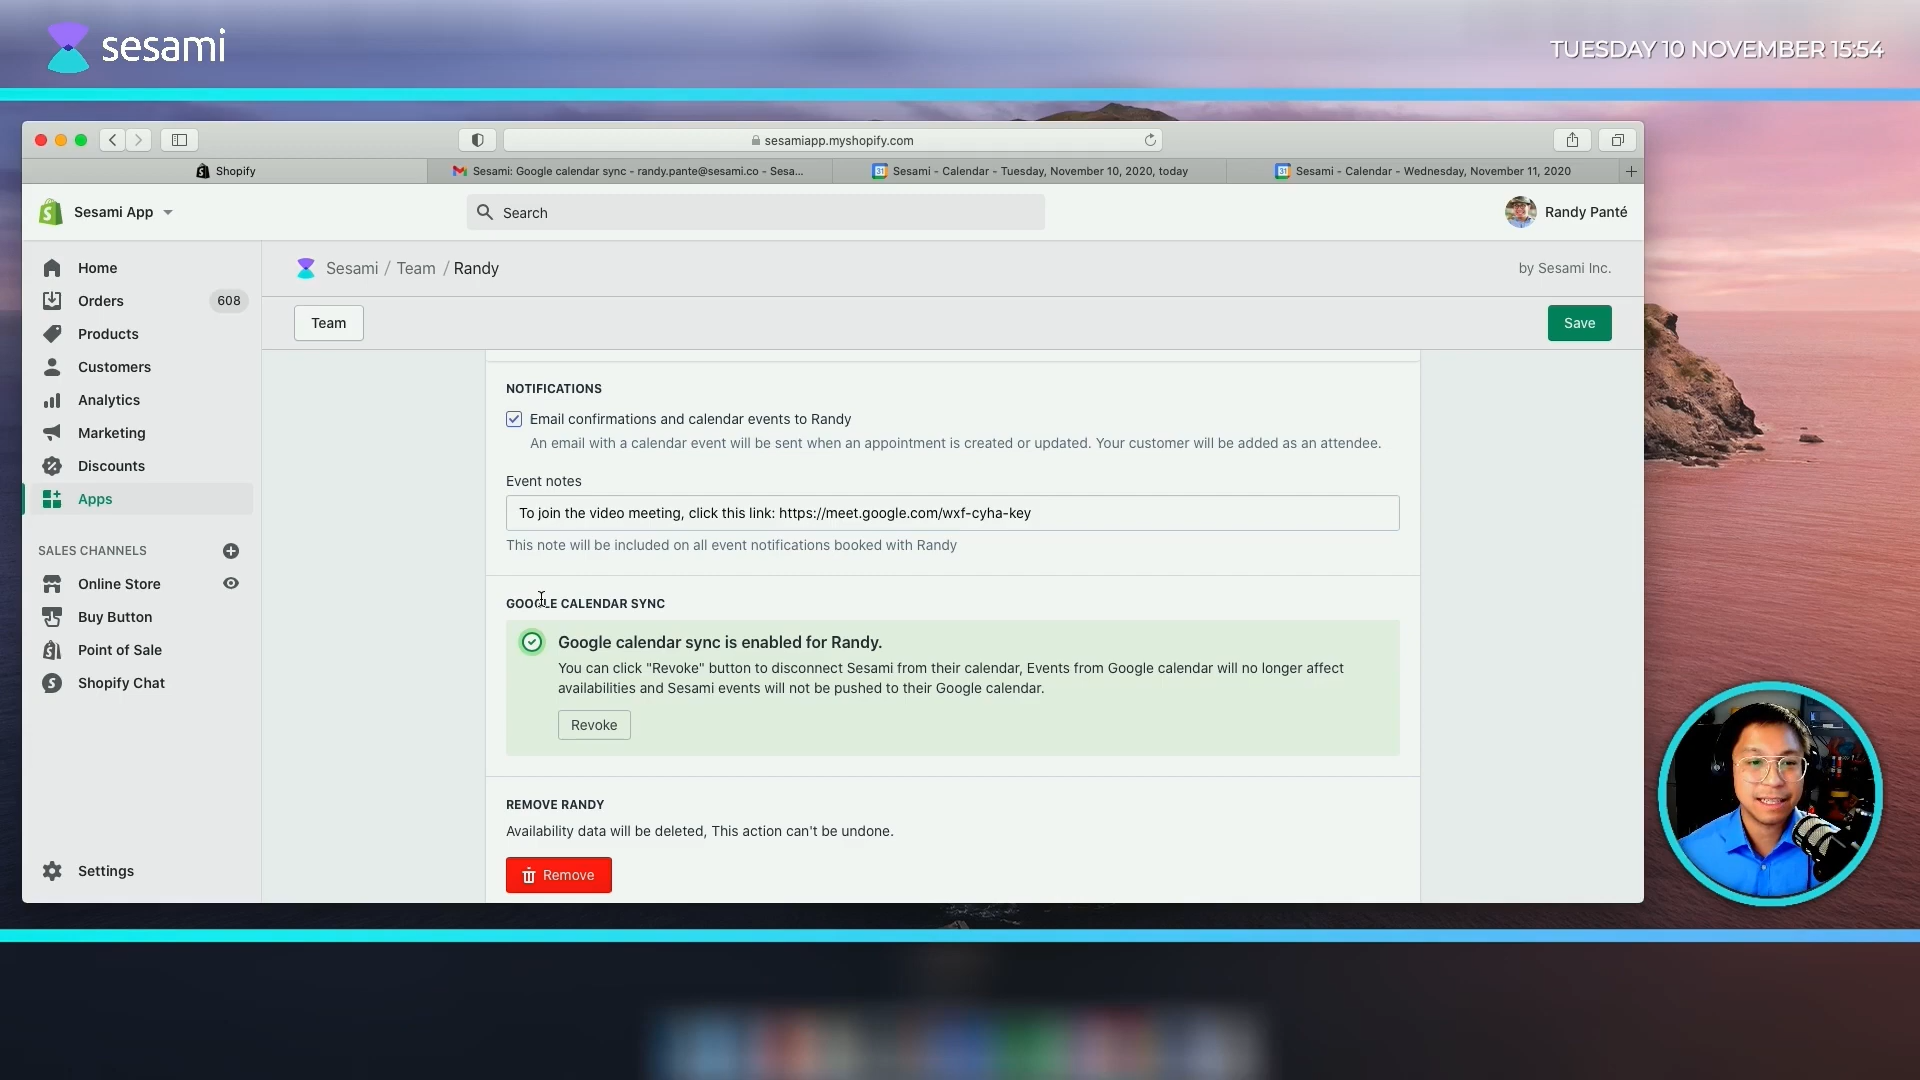 sesami
TUESDAY 10 NOVEMBER 15:54
sesamiapp.myshopify.com
Shopify
Sesami: Google calendar sync - randy.pante@sesami.co - Sesa...
Sesami - Calendar - Tuesday, November 10, 2020, today
Sesami - Calendar - Wednesday, November 11, 2020
Sesami App
Search
Randy Panté
Home
Orders
608
Products
Customers
Analytics
Marketing
Discounts
Apps
SALES CHANNELS
Online Store
Buy Button
Point of Sale
Shopify Chat
Settings
Sesami / Team / Randy
by Sesami Inc.
Team
Save
NOTIFICATIONS
Email confirmations and calendar events to Randy
An email with a calendar event will be sent when an appointment is created or updated. Your customer will be added as an attendee.
Event notes
To join the video meeting, click this link: https://meet.google.com/wxf-cyha-key
This note will be included on all event notifications booked with Randy
GOOGLE CALENDAR SYNC
Google calendar sync is enabled for Randy.
You can click "Revoke" button to disconnect Sesami from their calendar, Events from Google calendar will no longer affect
availabilities and Sesami events will not be pushed to their Google calendar.
Revoke
REMOVE RANDY
Availability data will be deleted, This action can't be undone.
Remove